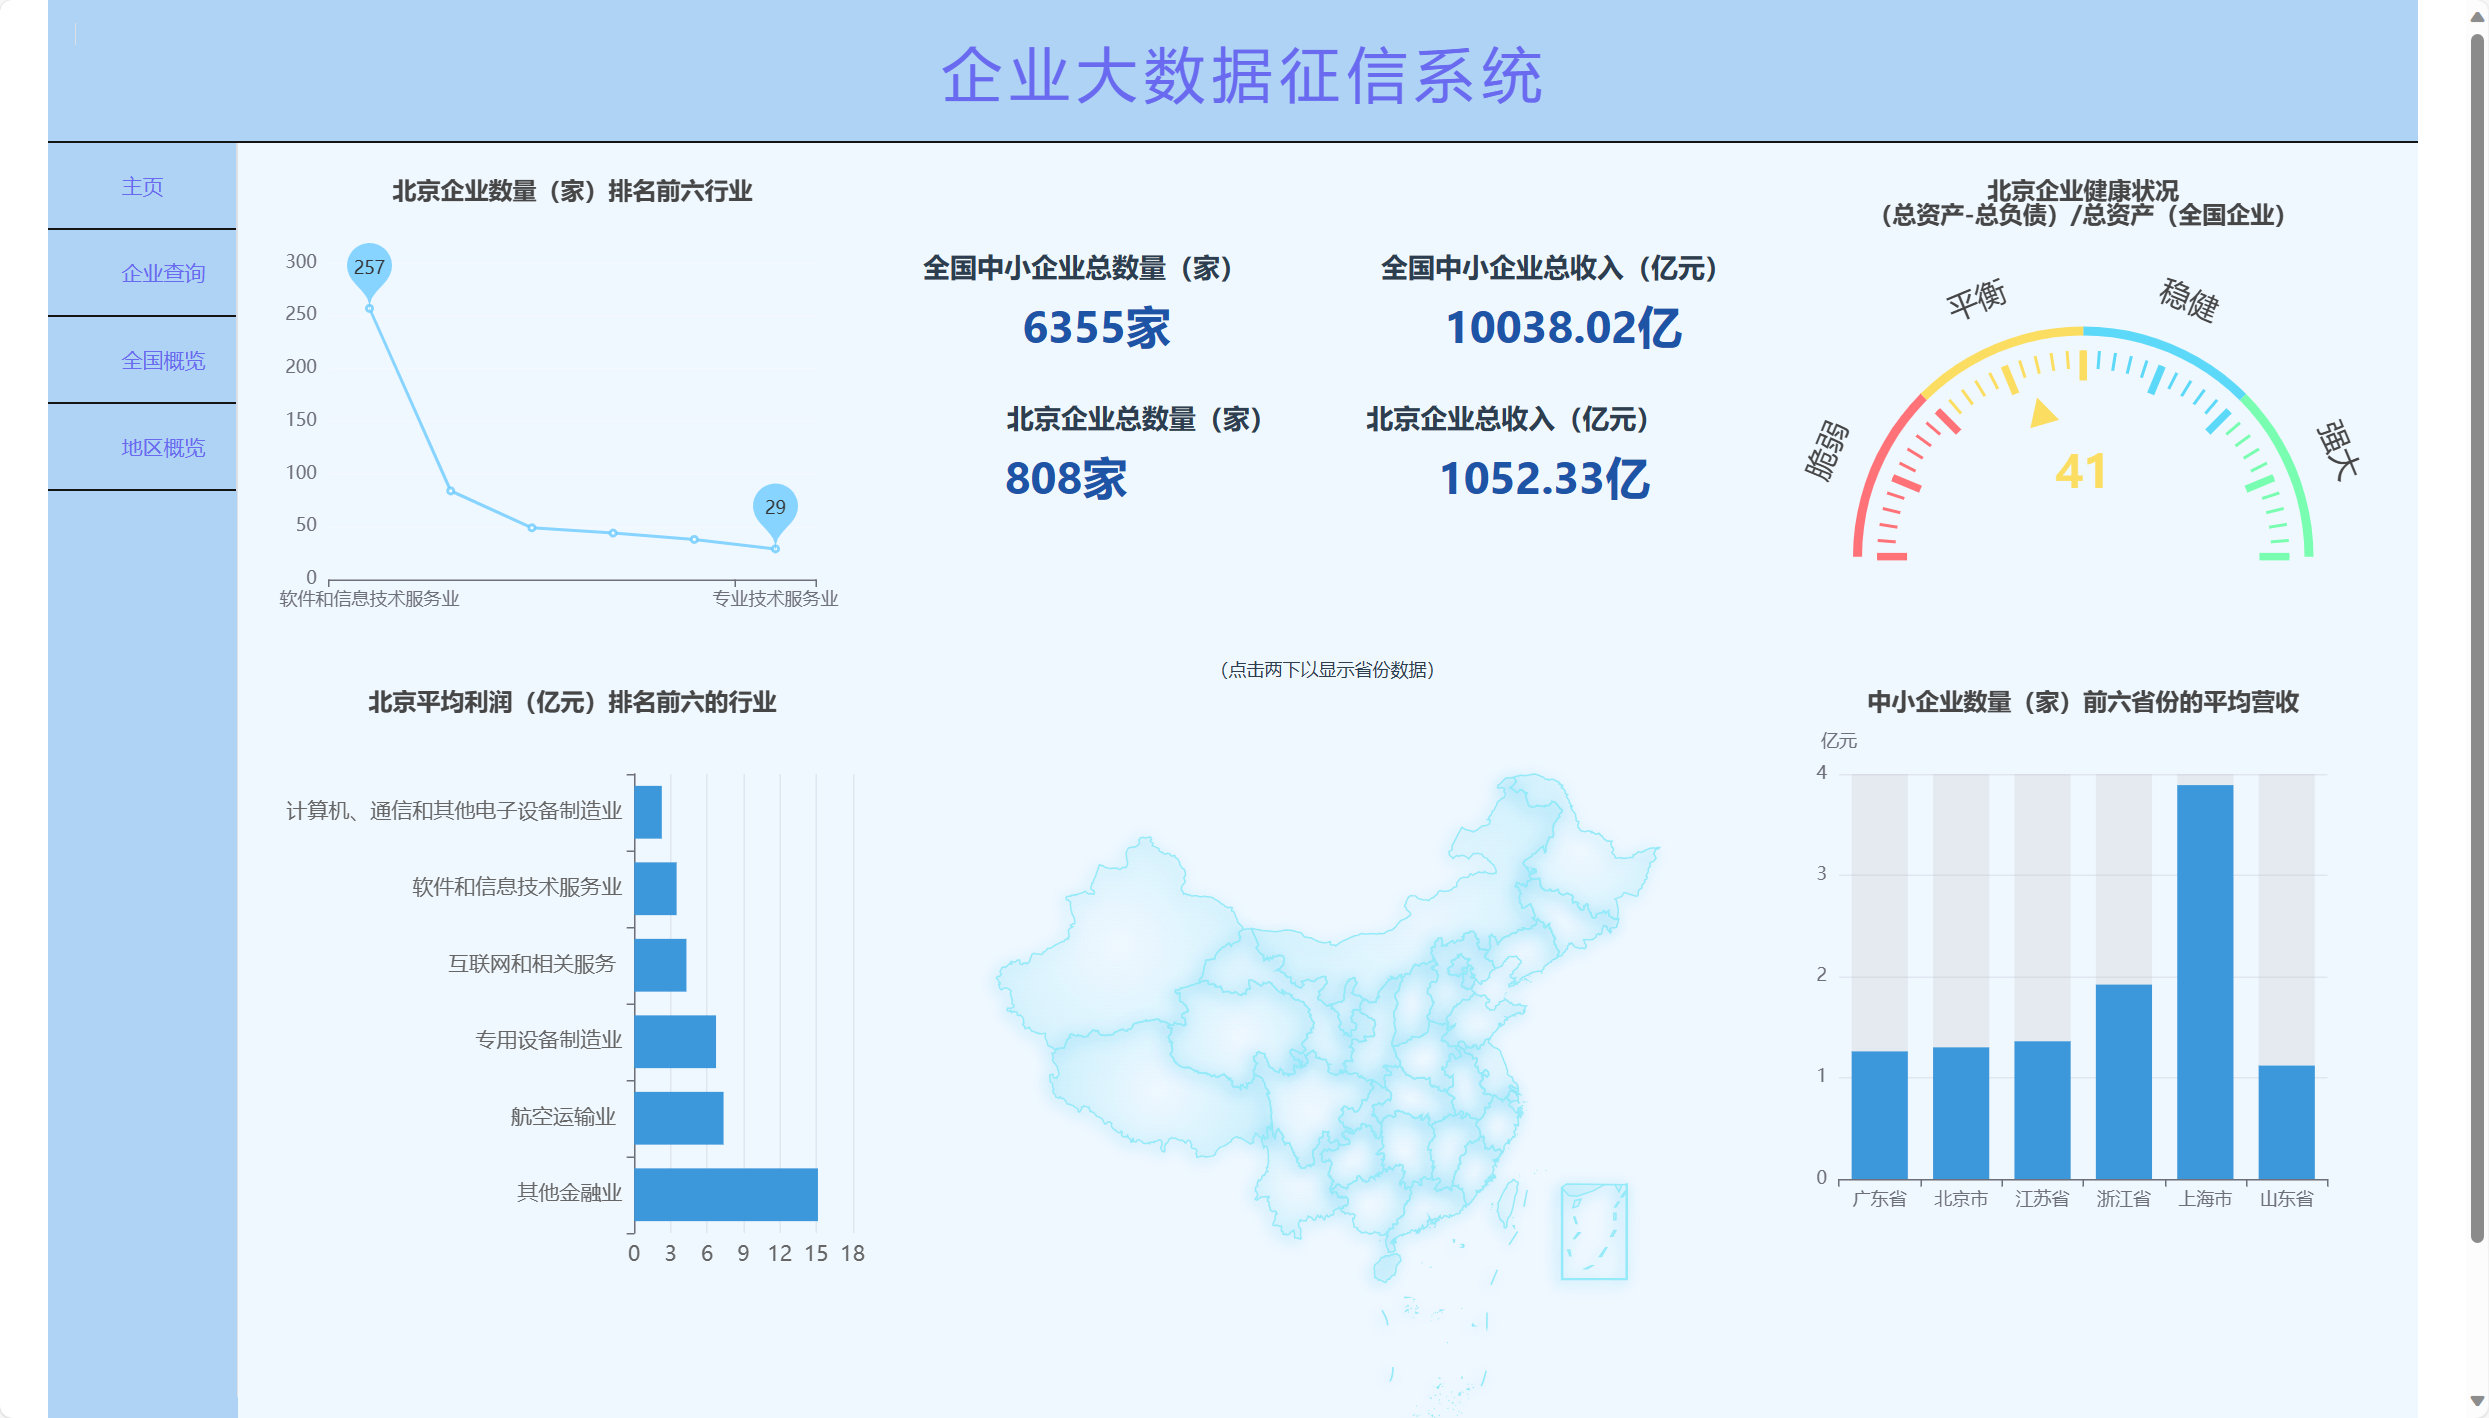 企业大数据征信系统
主页
企业查询
全国概览
地区概览
北京企业数量（家）排名前六行业
300
250
200
150
100
50
0
257
29
软件和信息技术服务业
专业技术服务业
全国中小企业总数量（家）
6355家
全国中小企业总收入（亿元）
10038.02亿
北京企业总数量（家）
808家
北京企业总收入（亿元）
1052.33亿
北京企业健康状况
（总资产-总负债）/总资产（全国企业）
脆弱
平衡
稳健
强大
41
北京平均利润（亿元）排名前六的行业
计算机、通信和其他电子设备制造业
软件和信息技术服务业
互联网和相关服务
专用设备制造业
航空运输业
其他金融业
0 3 6 9 12 15 18
（点击两下以显示省份数据）
中小企业数量（家）前六省份的平均营收
亿元
4
3
2
1
0
广东省 北京市 江苏省 浙江省 上海市 山东省